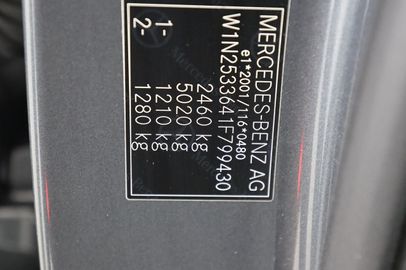 MERCEDES-BENZ AG
e1*2001/116*0480
W1N2533641F799430
2460 kg
5020 kg
1- 1210 kg
2- 1280 kg